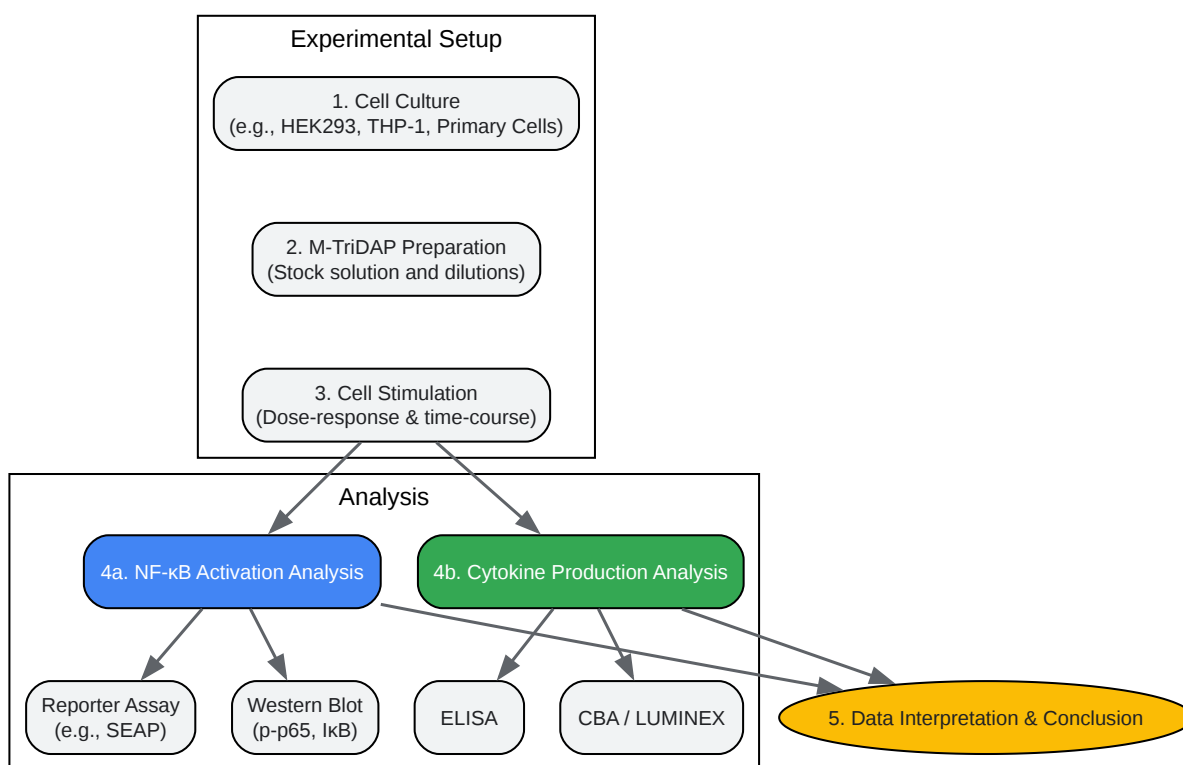 Experimental Setup
1. Cell Culture
(e.g., HEK293, THP-1, Primary Cells)
2. M-TriDAP Preparation
(Stock solution and dilutions)
3. Cell Stimulation
(Dose-response & time-course)
Analysis
4a. NF-κB Activation Analysis
4b. Cytokine Production Analysis
Reporter Assay
(e.g., SEAP)
Western Blot
(p-p65, IκB)
ELISA
CBA / LUMINEX
5. Data Interpretation & Conclusion